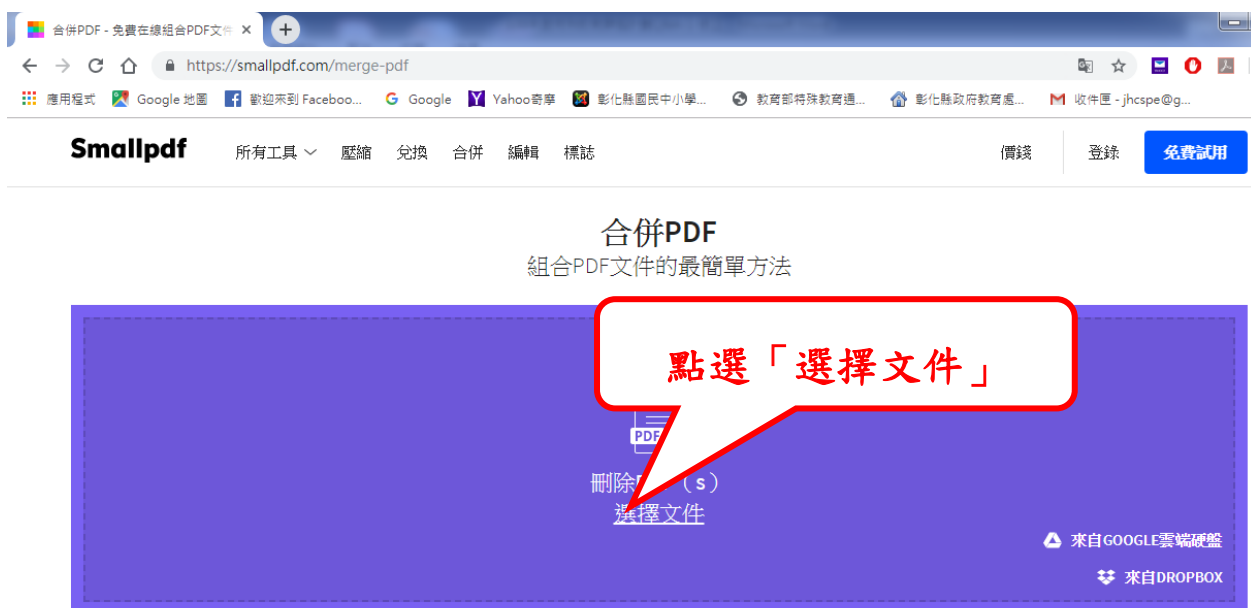 合併PDF - 免費在線組合PDF文件
https://smallpdf.com/merge-pdf
應用程式 Google 地圖 歡迎來到 Faceboo... Google Yahoo奇摩 彰化縣國民中小學... 教育部特殊教育通... 彰化縣政府教育處... 收件匣 - jhcspe@g...
Smallpdf 所有工具 壓縮 兌換 合併 編輯 標誌 價錢 登錄 免費試用
合併PDF
組合PDF文件的最簡單方法
點選「選擇文件」
PDF
刪除 (s)
選擇文件
來自GOOGLE雲端硬盤
來自DROPBOX